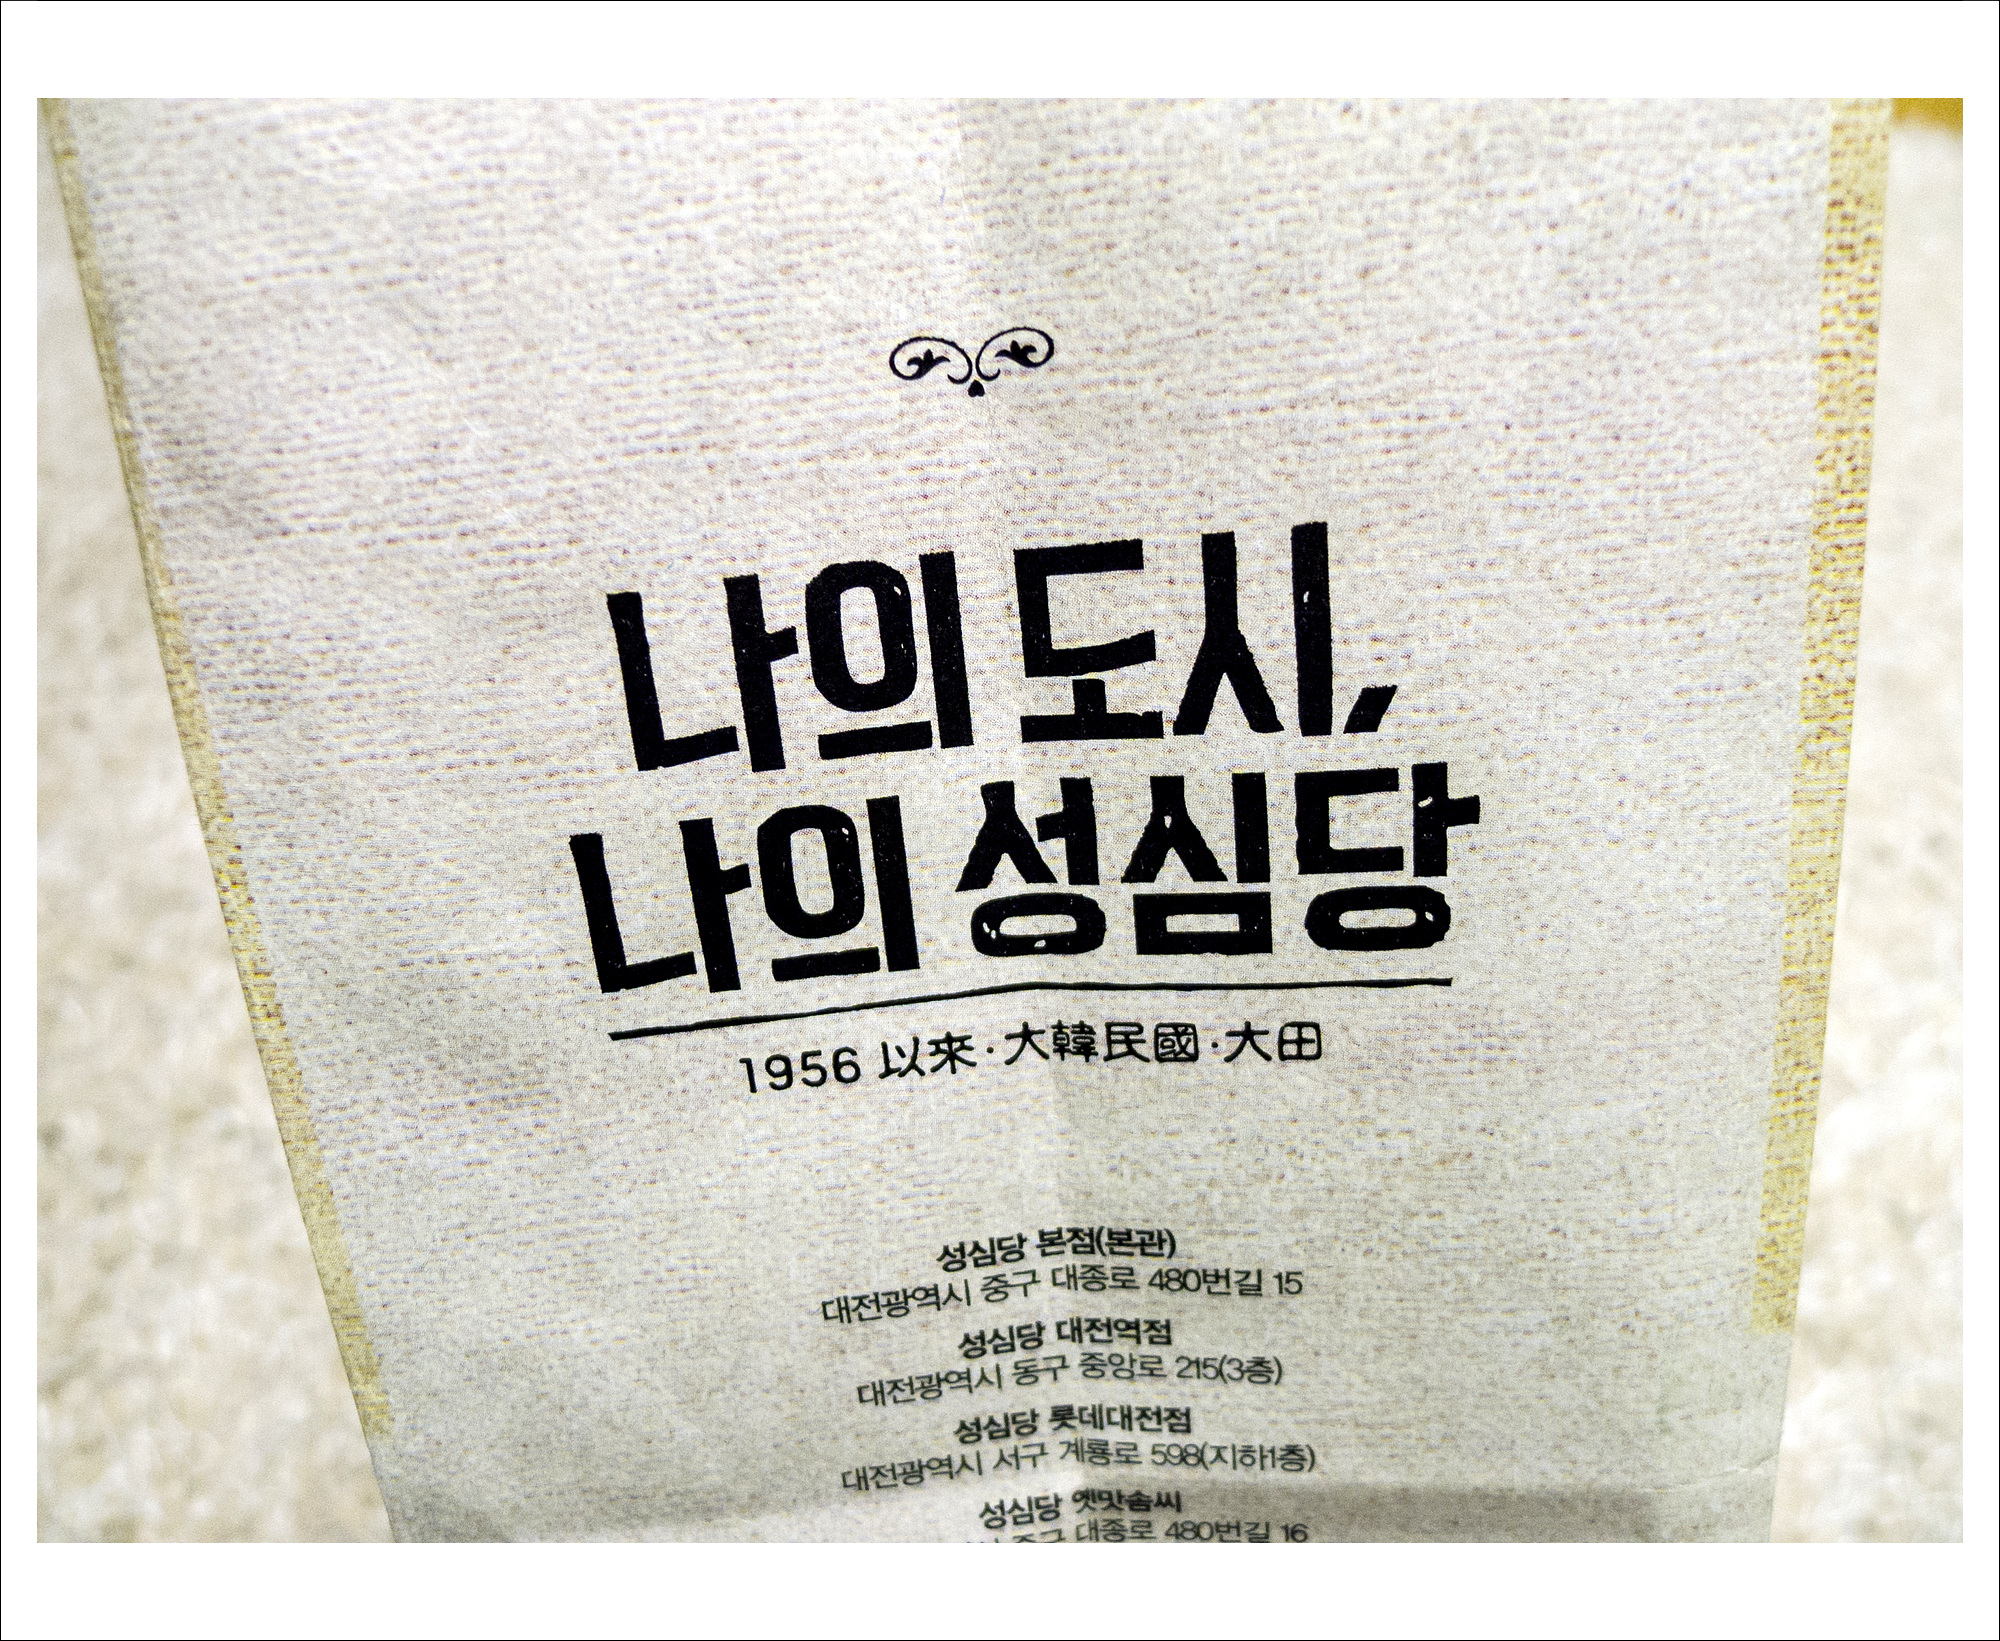 나의 도시,
나의 성심당
1956 以來·大韓民國·大田
성심당 본점(본관)
대전광역시 중구 대종로 480번길 15
성심당 대전역점
대전광역시 동구 중앙로 215(3층)
성심당 롯데대전점
대전광역시 서구 계룡로 598(지하1층)
성심당 옛맛솜씨
중구 대종로 480번길 16